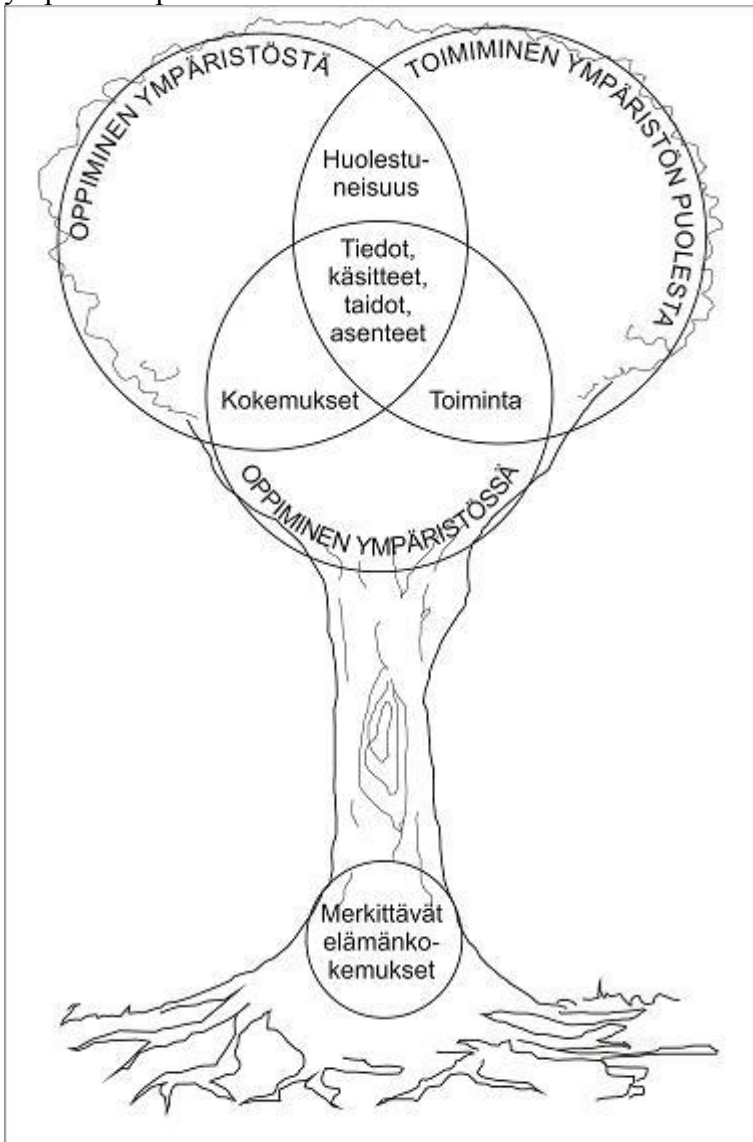 OPPIMINEN YMPÄRISTÖSTÄ
TOIMIMINEN YMPÄRISTÖN PUOLESTA
Huolestu-
neisuus
Tiedot,
käsitteet,
taidot,
asenteet
Kokemukset
Toiminta
OPPIMINEN YMPÄRISTÖSSÄ
Merkittävät
elämänko-
kemukset